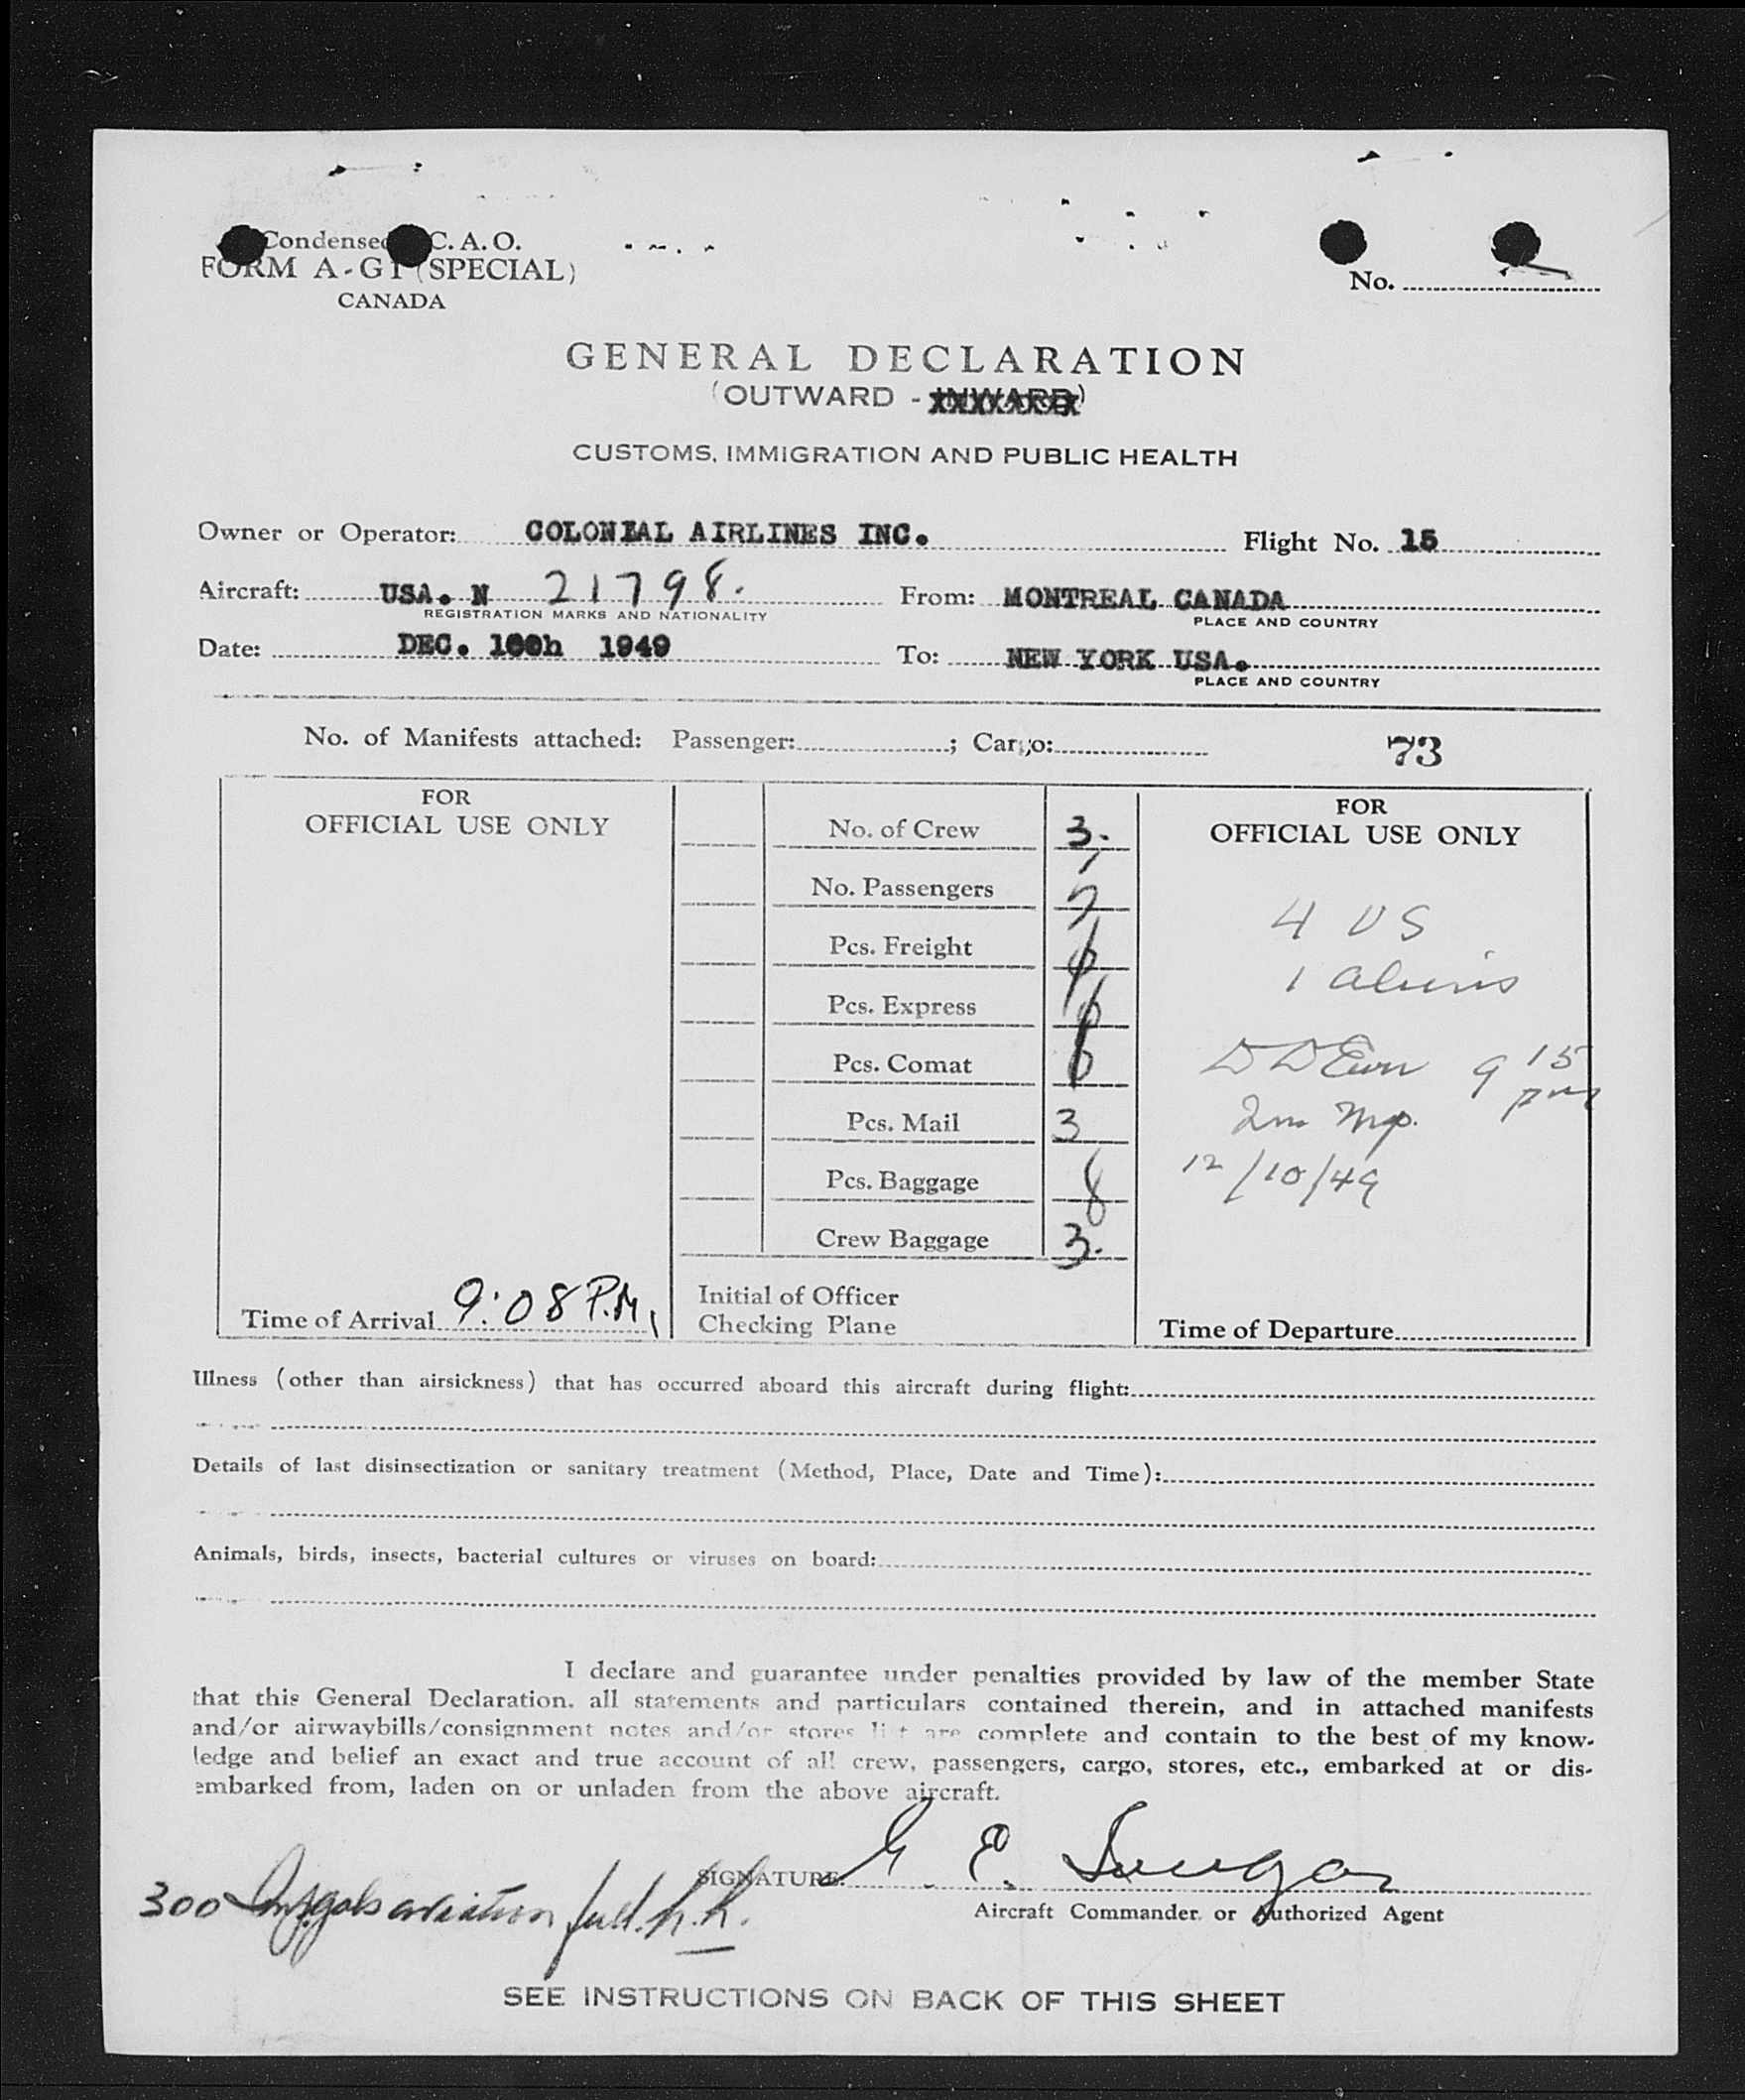 Condensed C. A. O.
FORM A-G1 (SPECIAL)
CANADA
No.
GENERAL DECLARATION
(OUTWARD - INWARD)
CUSTOMS, IMMIGRATION AND PUBLIC HEALTH
Owner or Operator: COLONIAL AIRLINES INC. Flight No. 15
Aircraft: USA. N 21798. From: MONTREAL CANADA
REGISTRATION MARKS AND NATIONALITY PLACE AND COUNTRY
Date: DEC. 1949 To: NEW YORK USA.
PLACE AND COUNTRY
No. of Manifests attached: Passenger: ; Cargo: 73
FOR
OFFICIAL USE ONLY
No. of Crew 3.
No. Passengers 7
Pcs. Freight
Pcs. Express
Pcs. Comat
Pcs. Mail 3
Pcs. Baggage 8
Crew Baggage 3.
Initial of Officer
Checking Plane
Time of Arrival 9:08 P.M.
FOR
OFFICIAL USE ONLY
4 US
1 aliens
9 15
pm
12/10/49
Time of Departure
Illness (other than airsickness) that has occurred aboard this aircraft during flight:
Details of last disinsectization or sanitary treatment (Method, Place, Date and Time):
Animals, birds, insects, bacterial cultures or viruses on board:
I declare and guarantee under penalties provided by law of the member State
that this General Declaration. all statements and particulars contained therein, and in attached manifests
and/or airwaybills/consignment notes and/or stores list are complete and contain to the best of my know-
ledge and belief an exact and true account of all crew, passengers, cargo, stores, etc., embarked at or dis-
embarked from, laden on or unladen from the above aircraft.
SIGNATURE: G. E.
Aircraft Commander or Authorized Agent
300 gals aviation fuel.
SEE INSTRUCTIONS ON BACK OF THIS SHEET